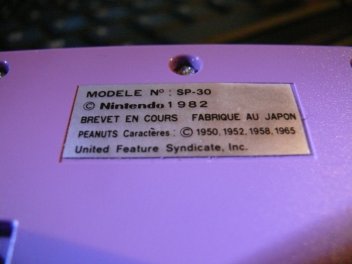 MODELE Nº : SP-30
© Nintendo 1982
BREVET EN COURS FABRIQUE AU JAPON
PEANUTS Caractères : © 1950, 1952, 1958, 1965
United Feature Syndicate, Inc.